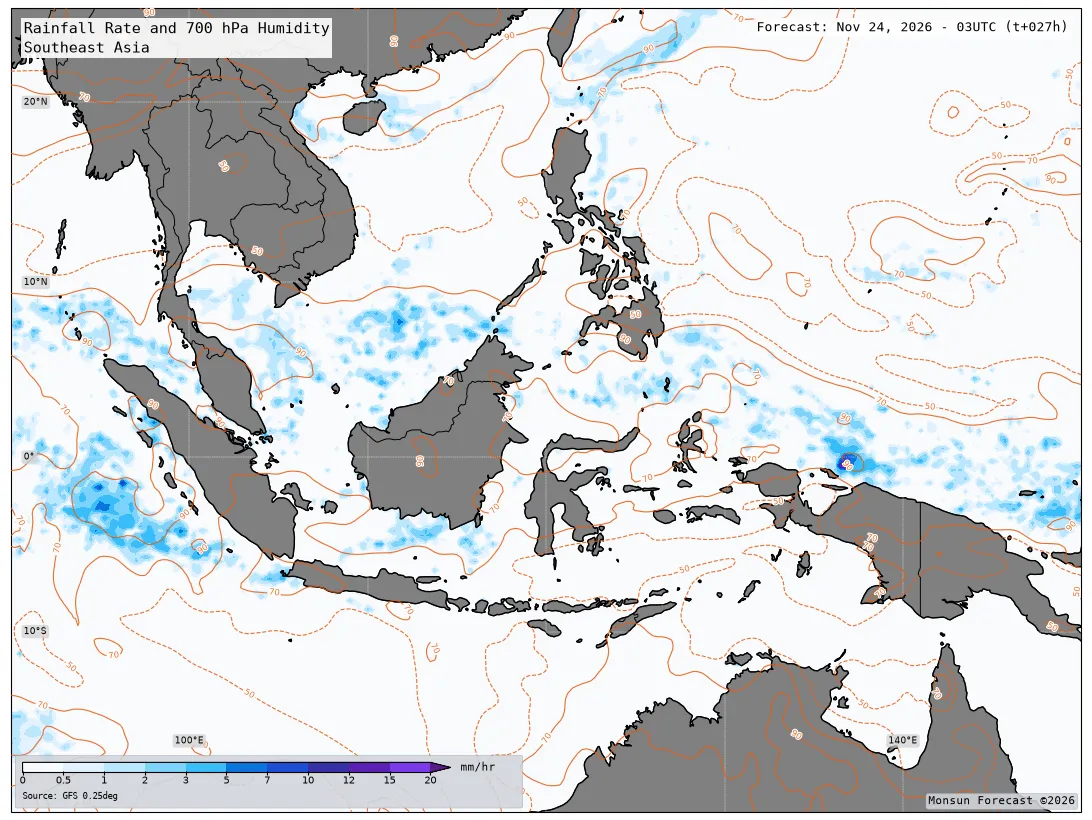 Rainfall Rate and 700 hPa Humidity
Southeast Asia
Forecast: Nov 24, 2026 - 03UTC (t+027h)
20°N
10°N
0°
10°S
100°E
140°E
0 0.5 1 2 3 5 7 10 12 15 20 mm/hr
Source: GFS 0.25deg
Monsun Forecast ©2026